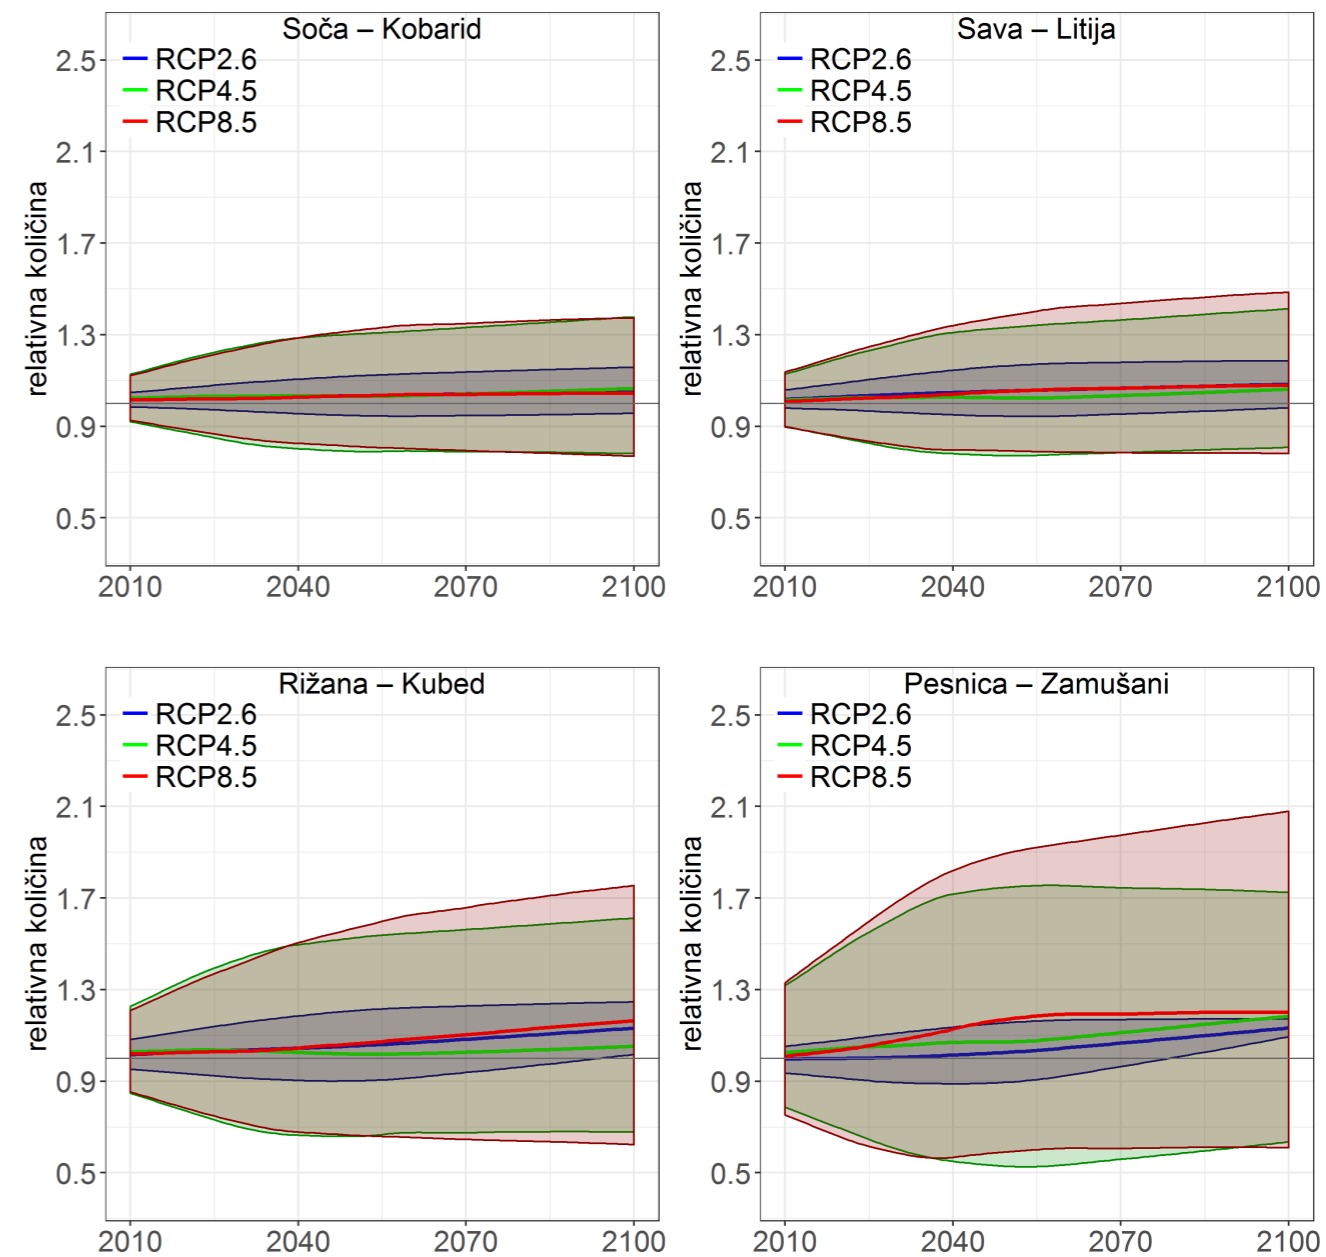 Soča – Kobarid
RCP2.6
RCP4.5
RCP8.5
relativna količina
2.5
2.1
1.7
1.3
0.9
0.5
2010 2040 2070 2100
Sava – Litija
RCP2.6
RCP4.5
RCP8.5
relativna količina
2.5
2.1
1.7
1.3
0.9
0.5
2010 2040 2070 2100
Rižana – Kubed
RCP2.6
RCP4.5
RCP8.5
relativna količina
2.5
2.1
1.7
1.3
0.9
0.5
2010 2040 2070 2100
Pesnica – Zamušani
RCP2.6
RCP4.5
RCP8.5
relativna količina
2.5
2.1
1.7
1.3
0.9
0.5
2010 2040 2070 2100